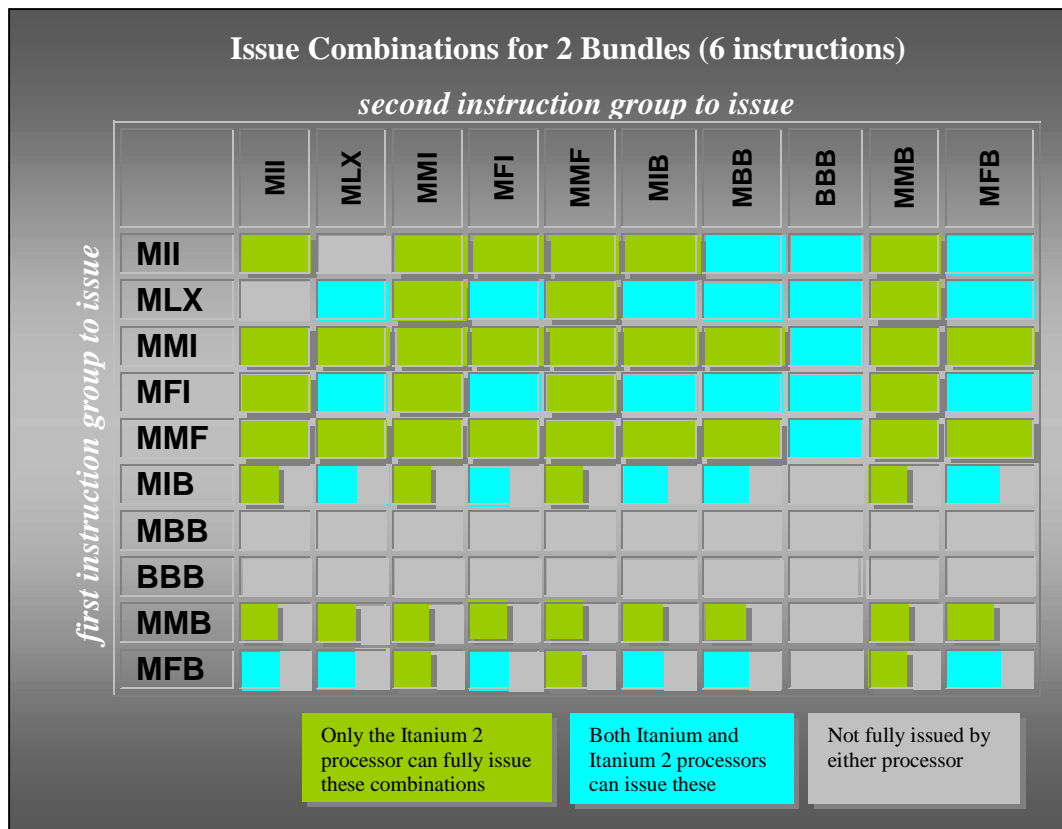 Issue Combinations for 2 Bundles (6 instructions)
second instruction group to issue
MII MLX MMI MFI MMF MIB MBB BBB MMB MFB
first instruction group to issue
MII
MLX
MMI
MFI
MMF
MIB
MBB
BBB
MMB
MFB
Only the Itanium 2
processor can fully issue
these combinations
Both Itanium and
Itanium 2 processors
can issue these
Not fully issued by
either processor